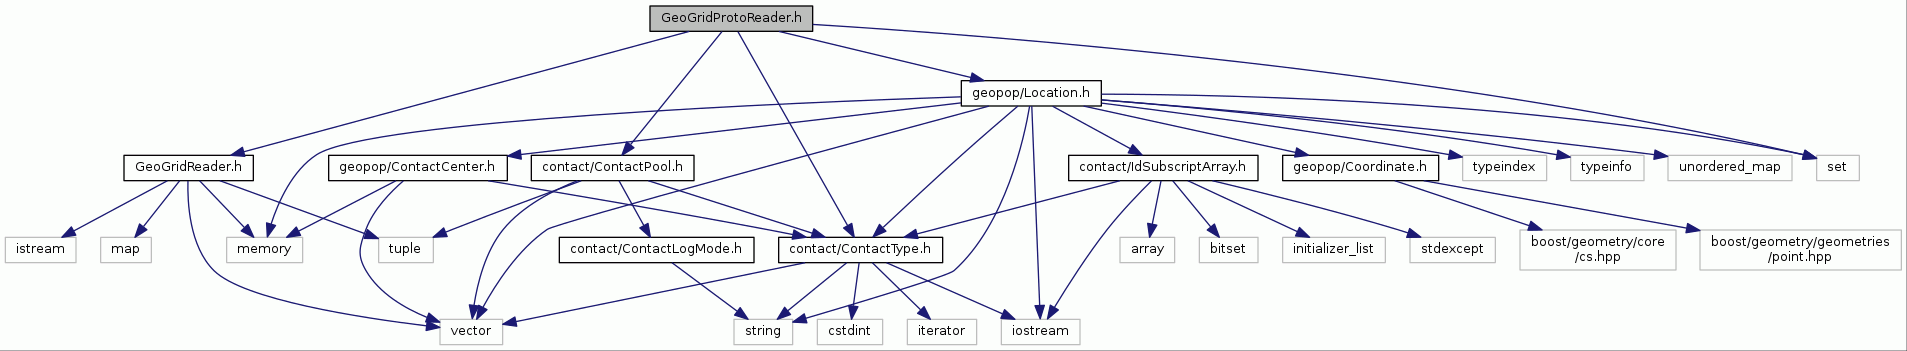 GeoGridProtoReader.h
geopop/Location.h
GeoGridReader.h
geopop/ContactCenter.h
contact/ContactPool.h
contact/IdSubscriptArray.h
geopop/Coordinate.h
typeindex
typeinfo
unordered_map
set
istream
map
memory
tuple
contact/ContactLogMode.h
contact/ContactType.h
array
bitset
initializer_list
stdexcept
boost/geometry/core
/cs.hpp
boost/geometry/geometries
/point.hpp
vector
string
cstdint
iterator
iostream